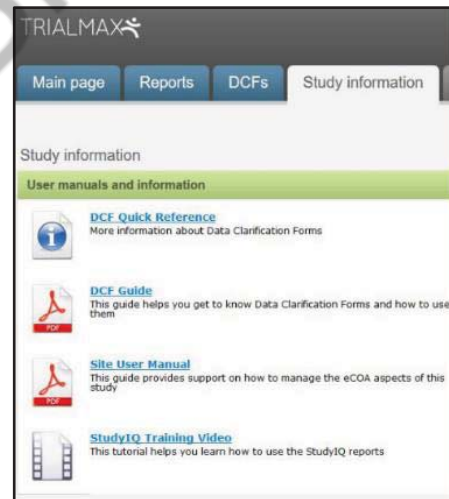 TRIALMAX
Main page Reports DCFs Study information
Study information
User manuals and information
DCF Quick Reference
More information about Data Clarification Forms
DCF Guide
This guide helps you get to know Data Clarification Forms and how to use
them
PDF
Site User Manual
This guide provides support on how to manage the eCOA aspects of this
study
PDF
StudyIQ Training Video
This tutorial helps you learn how to use the StudyIQ reports